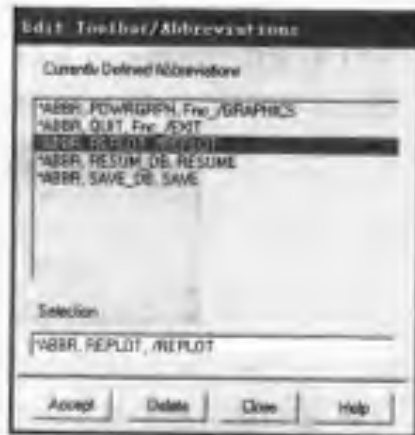 Edit Toolbar/Abbreviations
Currently Defined Abbreviations
*ABBR, POWRGRPH, Fnc_/GRAPHICS
*ABBR, QUIT, Fnc_/EXIT
*ABBR, REPLOT, /REPLOT
*ABBR, RESUM_DB, RESUME
*ABBR, SAVE_DB, SAVE
Selection
*ABBR, REPLOT, /REPLOT
Accept
Delete
Close
Help